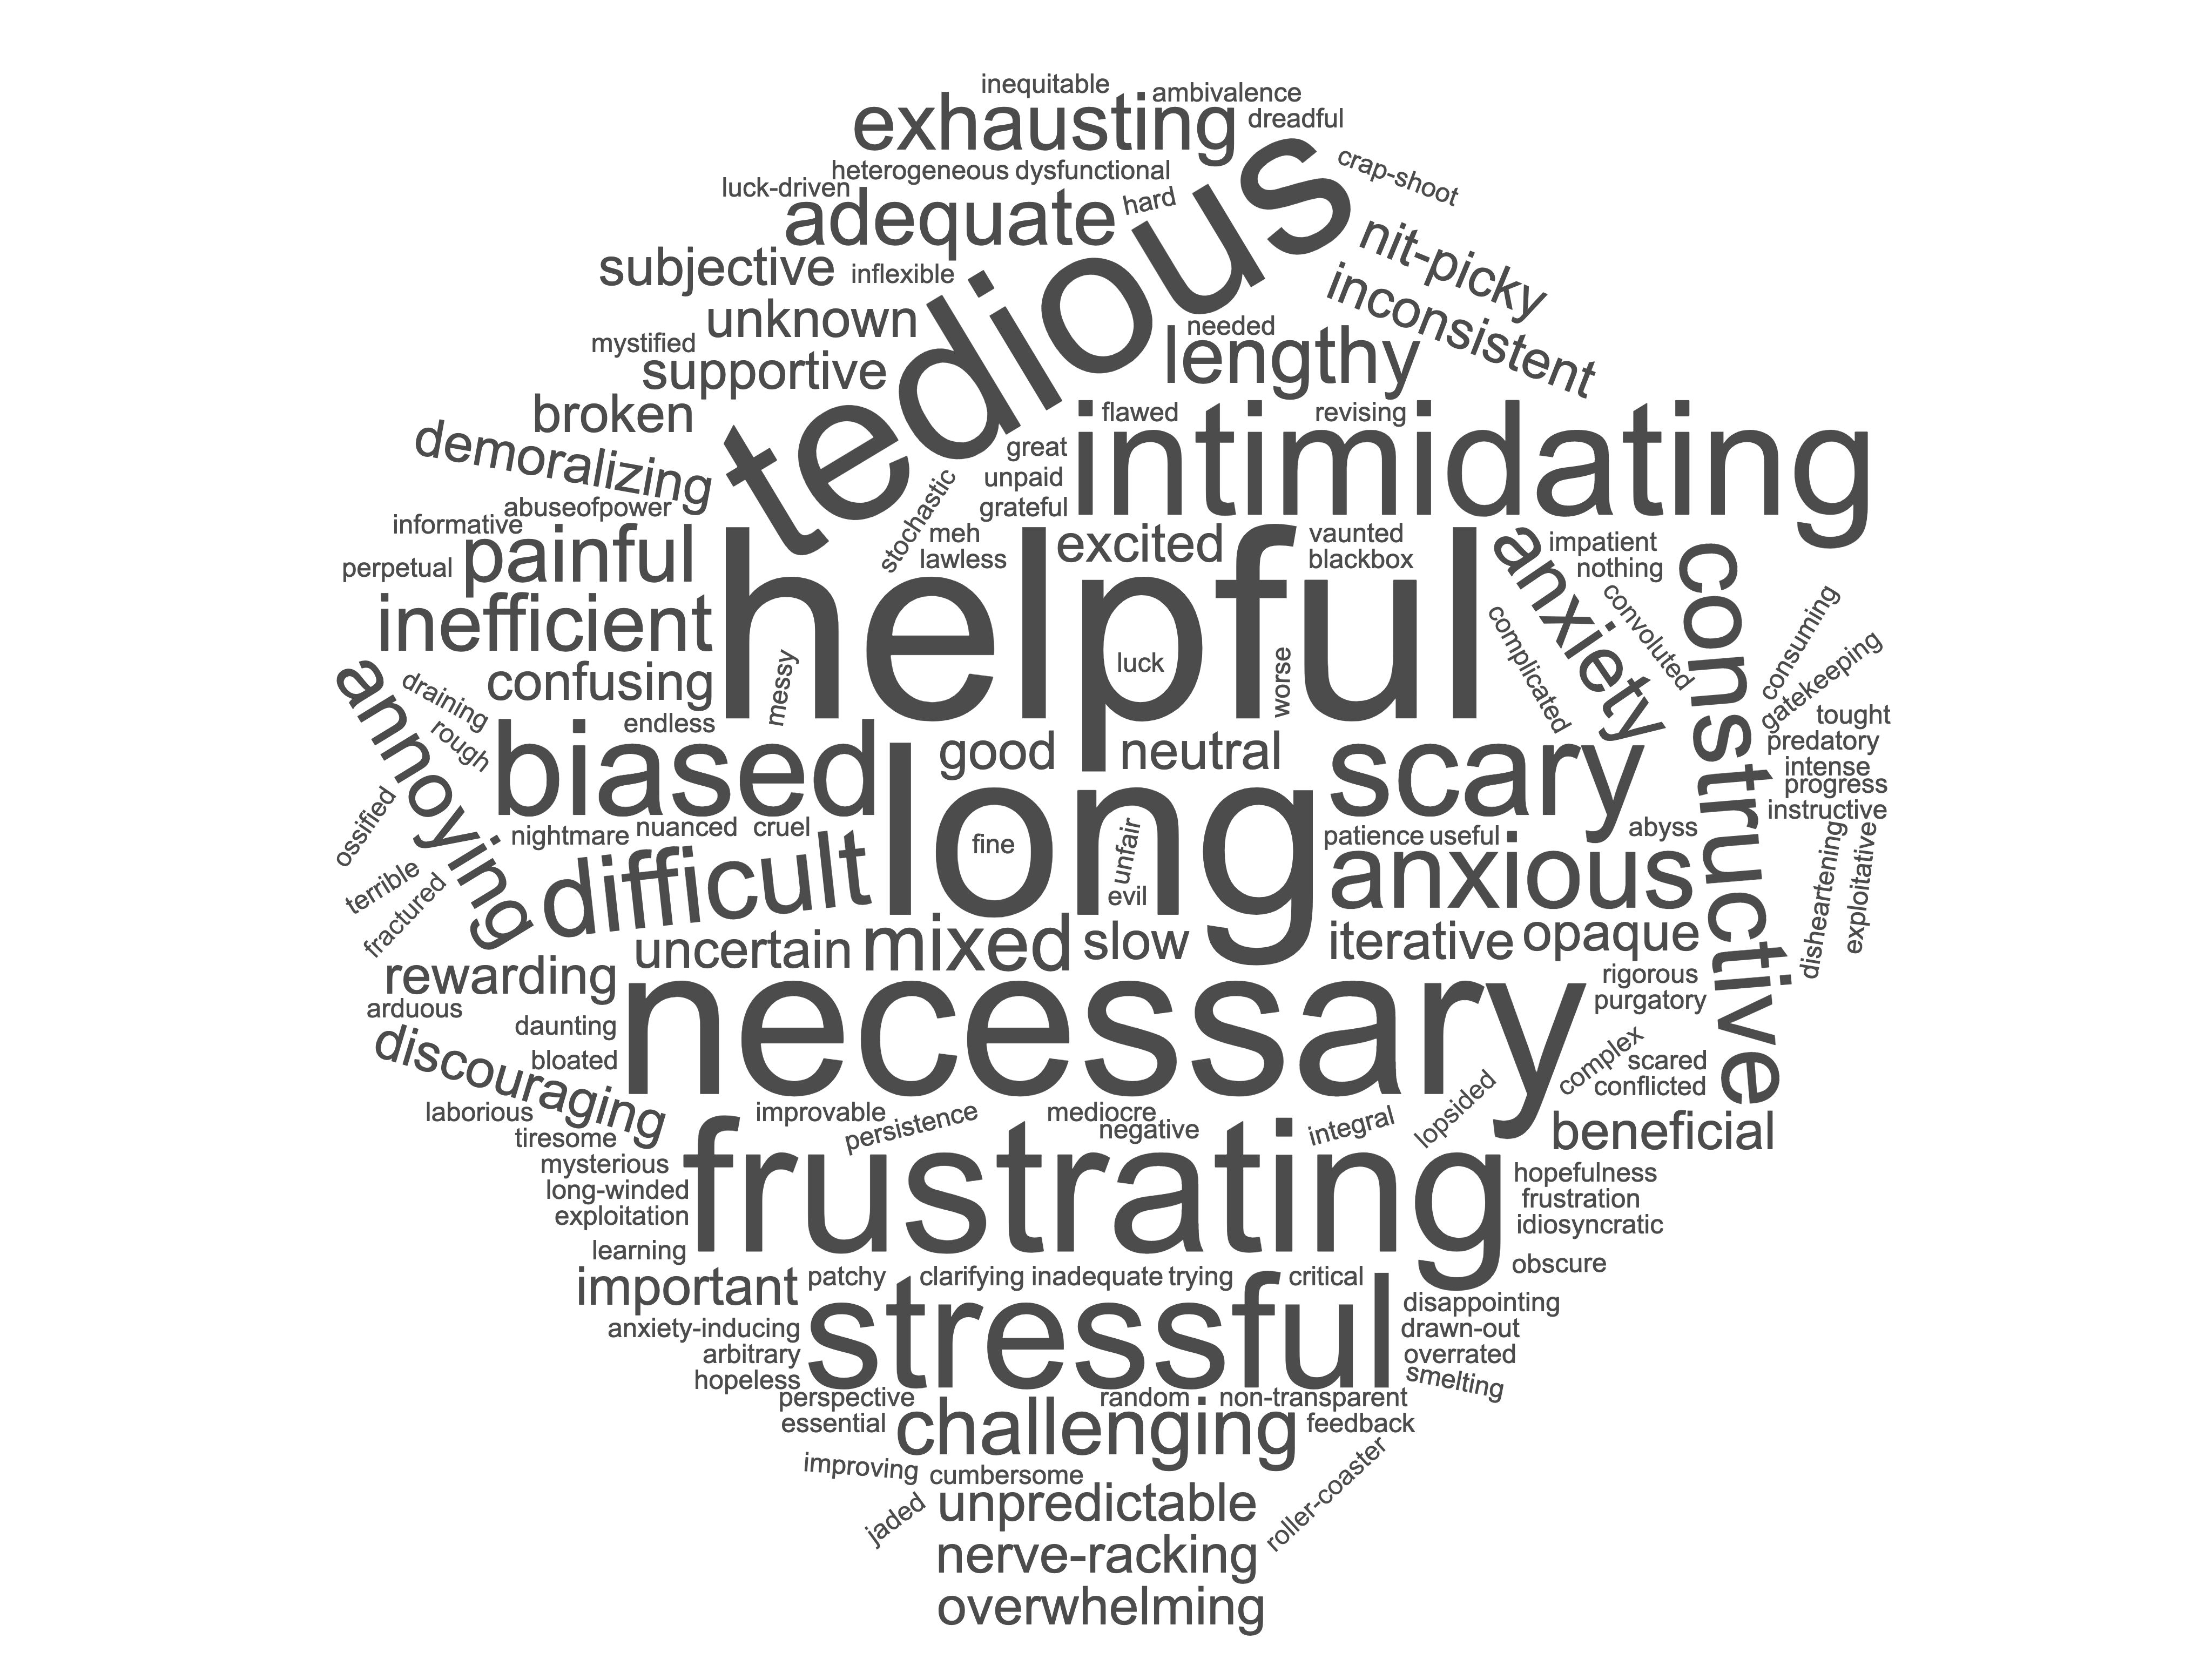 inequitable
ambivalence
exhausting
dreadful
crap-shoot
heterogeneous
dysfunctional
luck-driven
adequate
hard
tedious
nit-picky
subjective
inflexible
inconsistent
unknown
needed
mystified
lengthy
supportive
broken
flawed
revising
demoralizing
great
intimidating
unpaid
abuseofpower
grateful
stochastic
informative
meh
excited
vaunted
impatient
painful
lawless
blackbox
nothing
perpetual
helpful
anxiety
constructive
convoluted
inefficient
consuming
confusing
messy
luck
worse
complicated
gatekeeping
annoying
draining
endless
tought
rough
biased
good
neutral
scary
predatory
intense
progress
long
instructive
ossified
nightmare
nuanced
cruel
fine
unfair
patience
useful
abyss
terrible
difficult
evil
anxious
disheartening
exploitative
fractured
uncertain
mixed
slow
iterative
opaque
rewarding
rigorous
arduous
necessary
purgatory
daunting
discouraging
bloated
complex
scared
conflicted
laborious
improvable
persistence
mediocre
negative
integral
lopsided
beneficial
tiresome
mysterious
frustrating
hopefulness
long-winded
frustration
exploitation
idiosyncratic
learning
obscure
important
patchy
clarifying
inadequate
trying
critical
stressful
disappointing
anxiety-inducing
drawn-out
arbitrary
overrated
hopeless
smelting
perspective
random
non-transparent
essential
challenging
feedback
improving
cumbersome
roller-coaster
jaded
unpredictable
nerve-racking
overwhelming